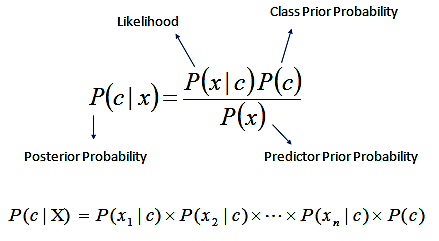 Likelihood
Class Prior Probability
P(c | x) = P(x | c)P(c) / P(x)
Posterior Probability
Predictor Prior Probability
P(c | X) = P(x₁ | c) × P(x₂ | c) × ⋯ × P(xₙ | c) × P(c)